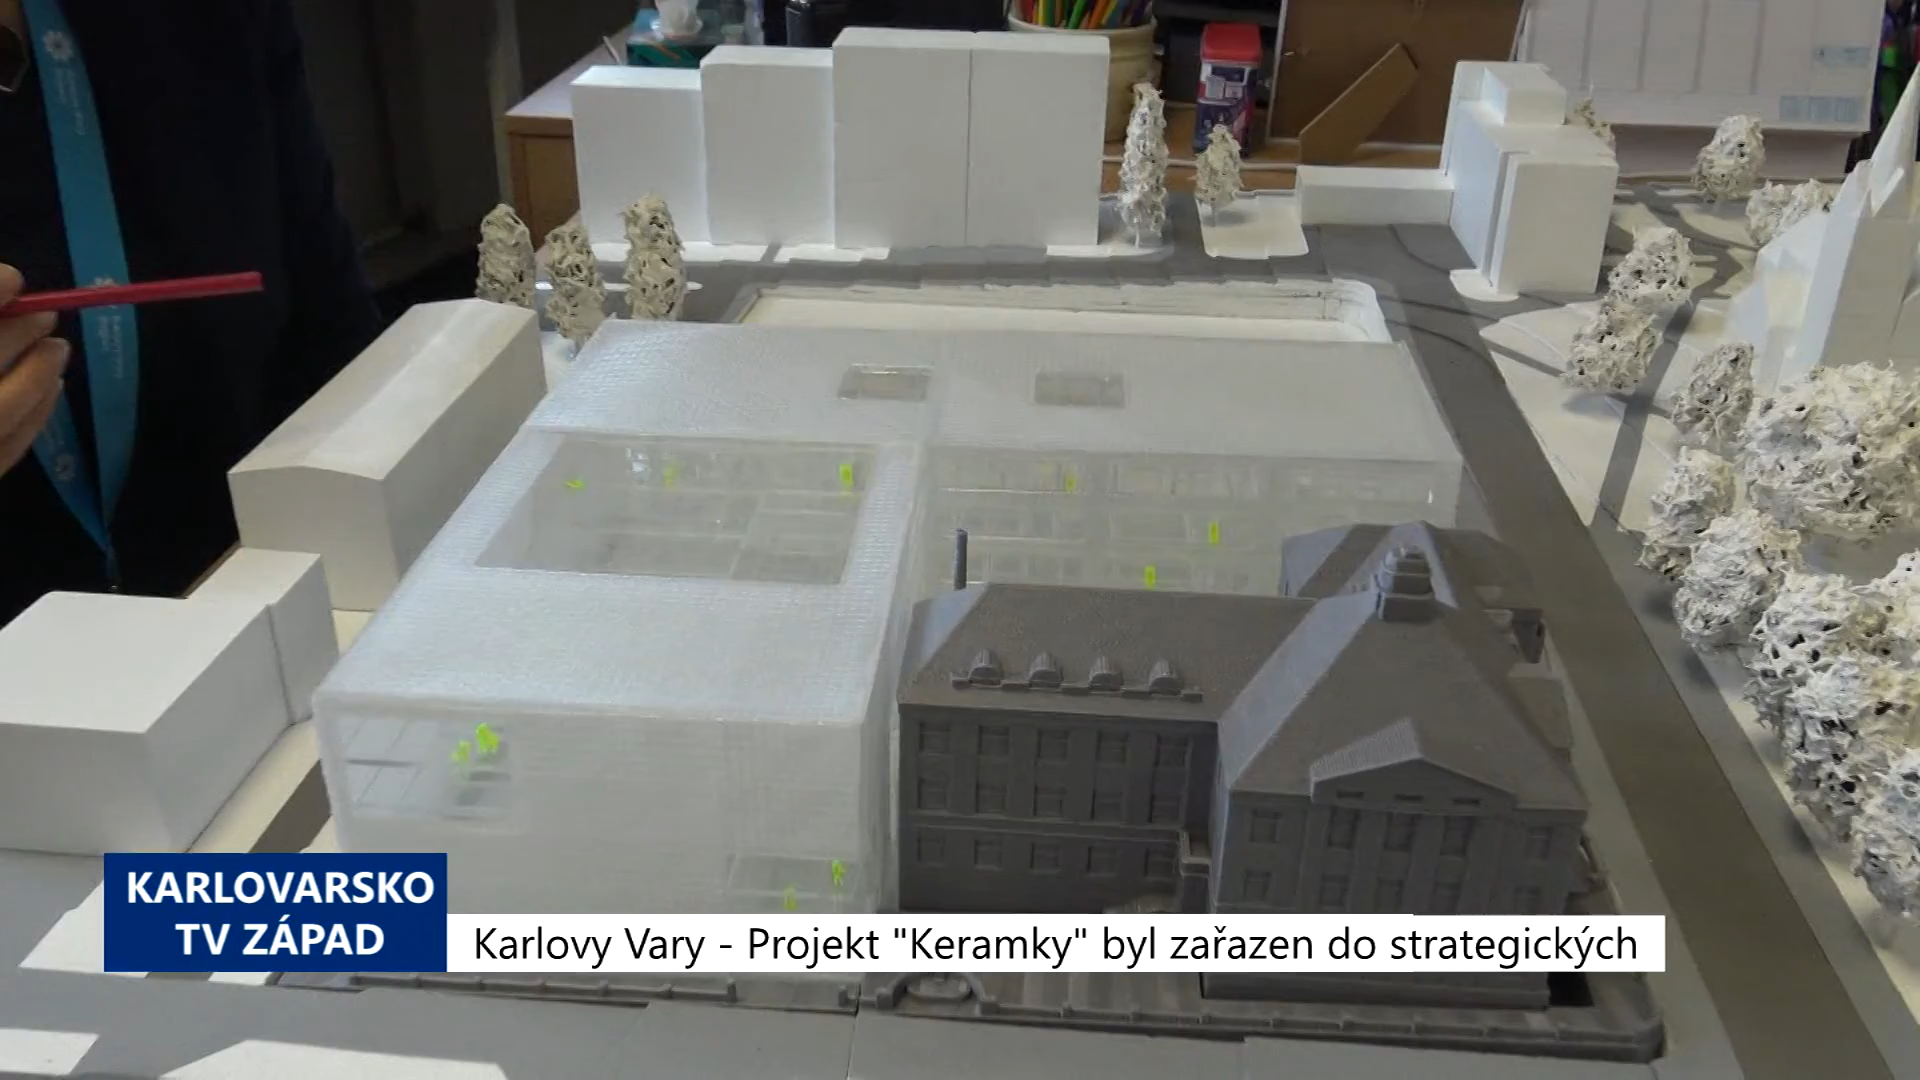 KARLOVARSKO
TV ZÁPAD
Karlovy Vary - Projekt "Keramky" byl zařazen do strategických